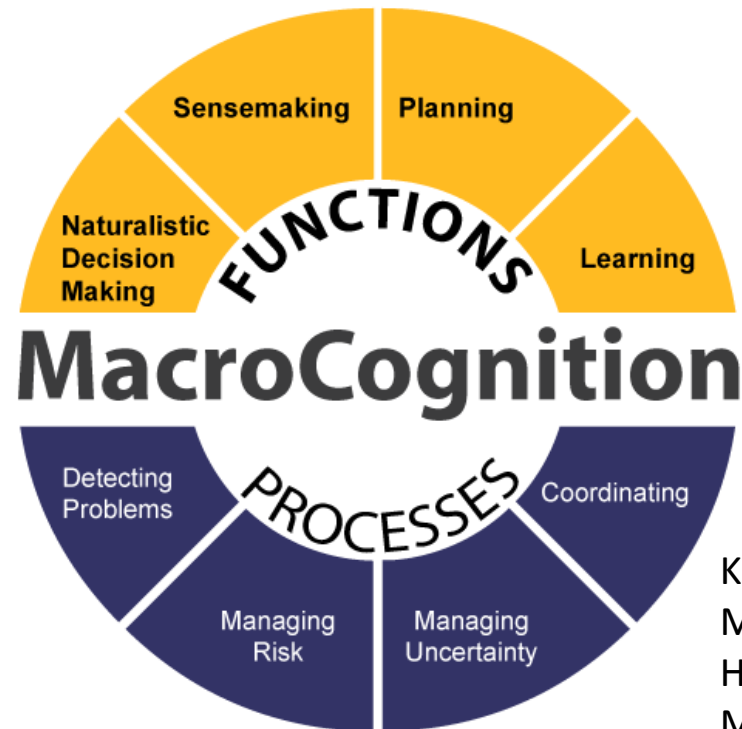 Sensemaking
Planning
Naturalistic
Decision
Making
FUNCTIONS
Learning
MacroCognition
Detecting
Problems
PROCESSES
Coordinating
Managing
Risk
Managing
Uncertainty
K
M
H
M